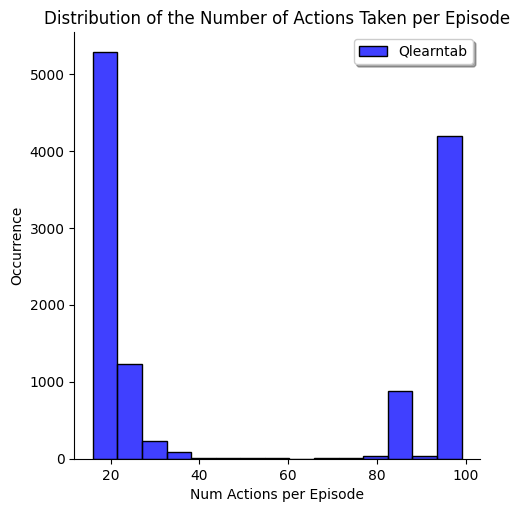 Distribution of the Number of Actions Taken per Episode
Qlearntab
5000
4000
3000
2000
1000
0
Occurrence
20 40 60 80 100
Num Actions per Episode